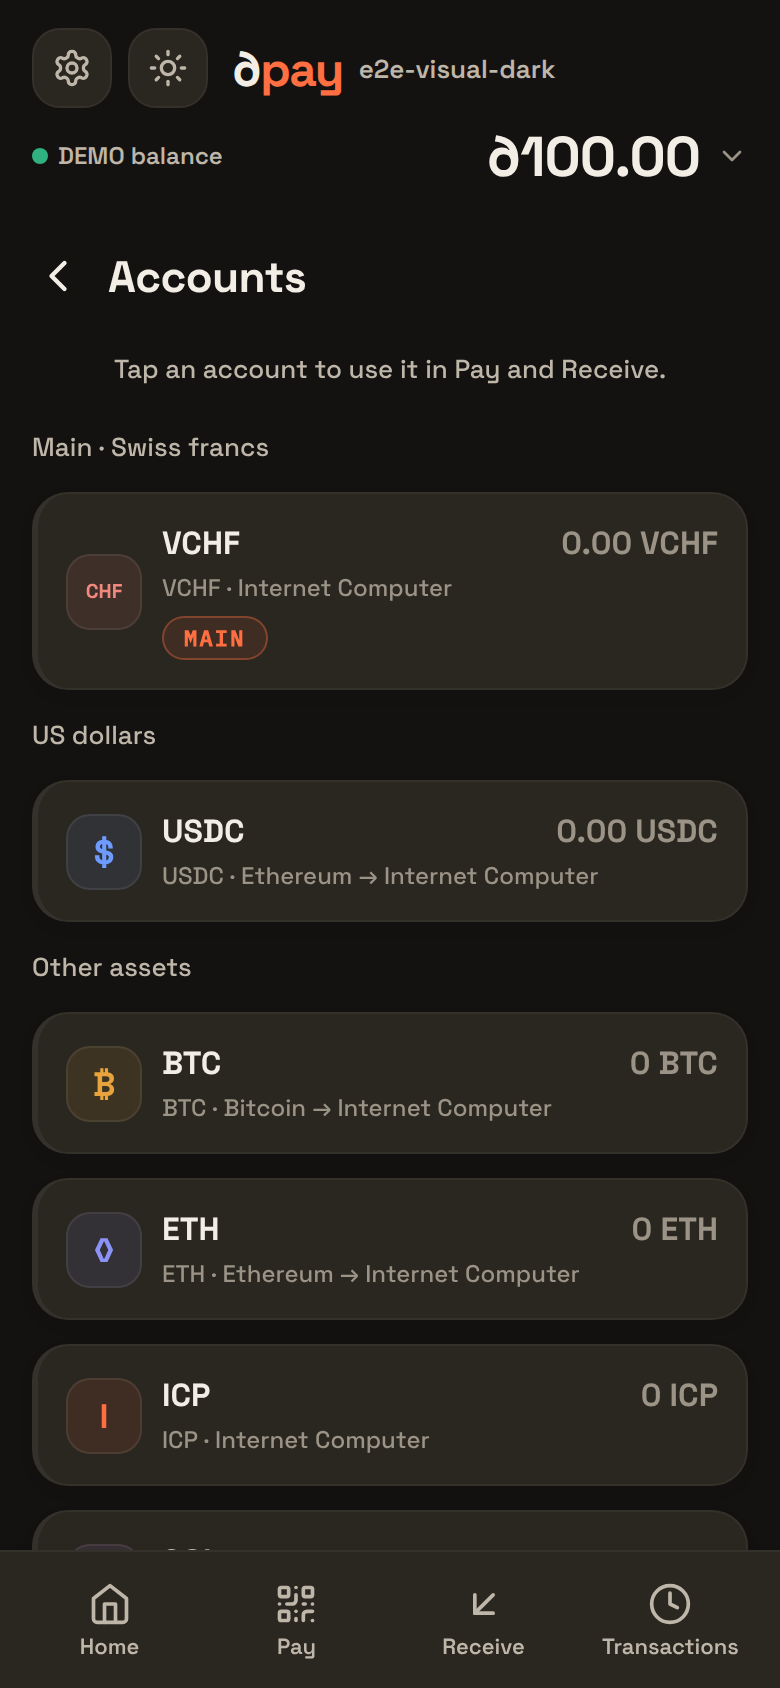 ∂pay e2e-visual-dark
DEMO balance ∂100.00
Accounts
Tap an account to use it in Pay and Receive.
Main · Swiss francs
CHF
VCHF 0.00 VCHF
VCHF · Internet Computer
MAIN
US dollars
$
USDC 0.00 USDC
USDC · Ethereum → Internet Computer
Other assets
₿
BTC 0 BTC
BTC · Bitcoin → Internet Computer
ETH 0 ETH
ETH · Ethereum → Internet Computer
I
ICP 0 ICP
ICP · Internet Computer
Home Pay Receive Transactions